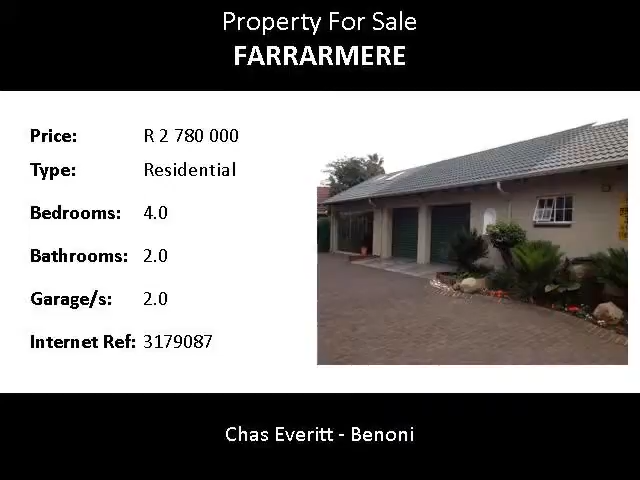 Property For Sale
FARRARMERE
Price: R 2 780 000
Type: Residential
Bedrooms: 4.0
Bathrooms: 2.0
Garage/s: 2.0
Internet Ref: 3179087
Chas Everitt - Benoni